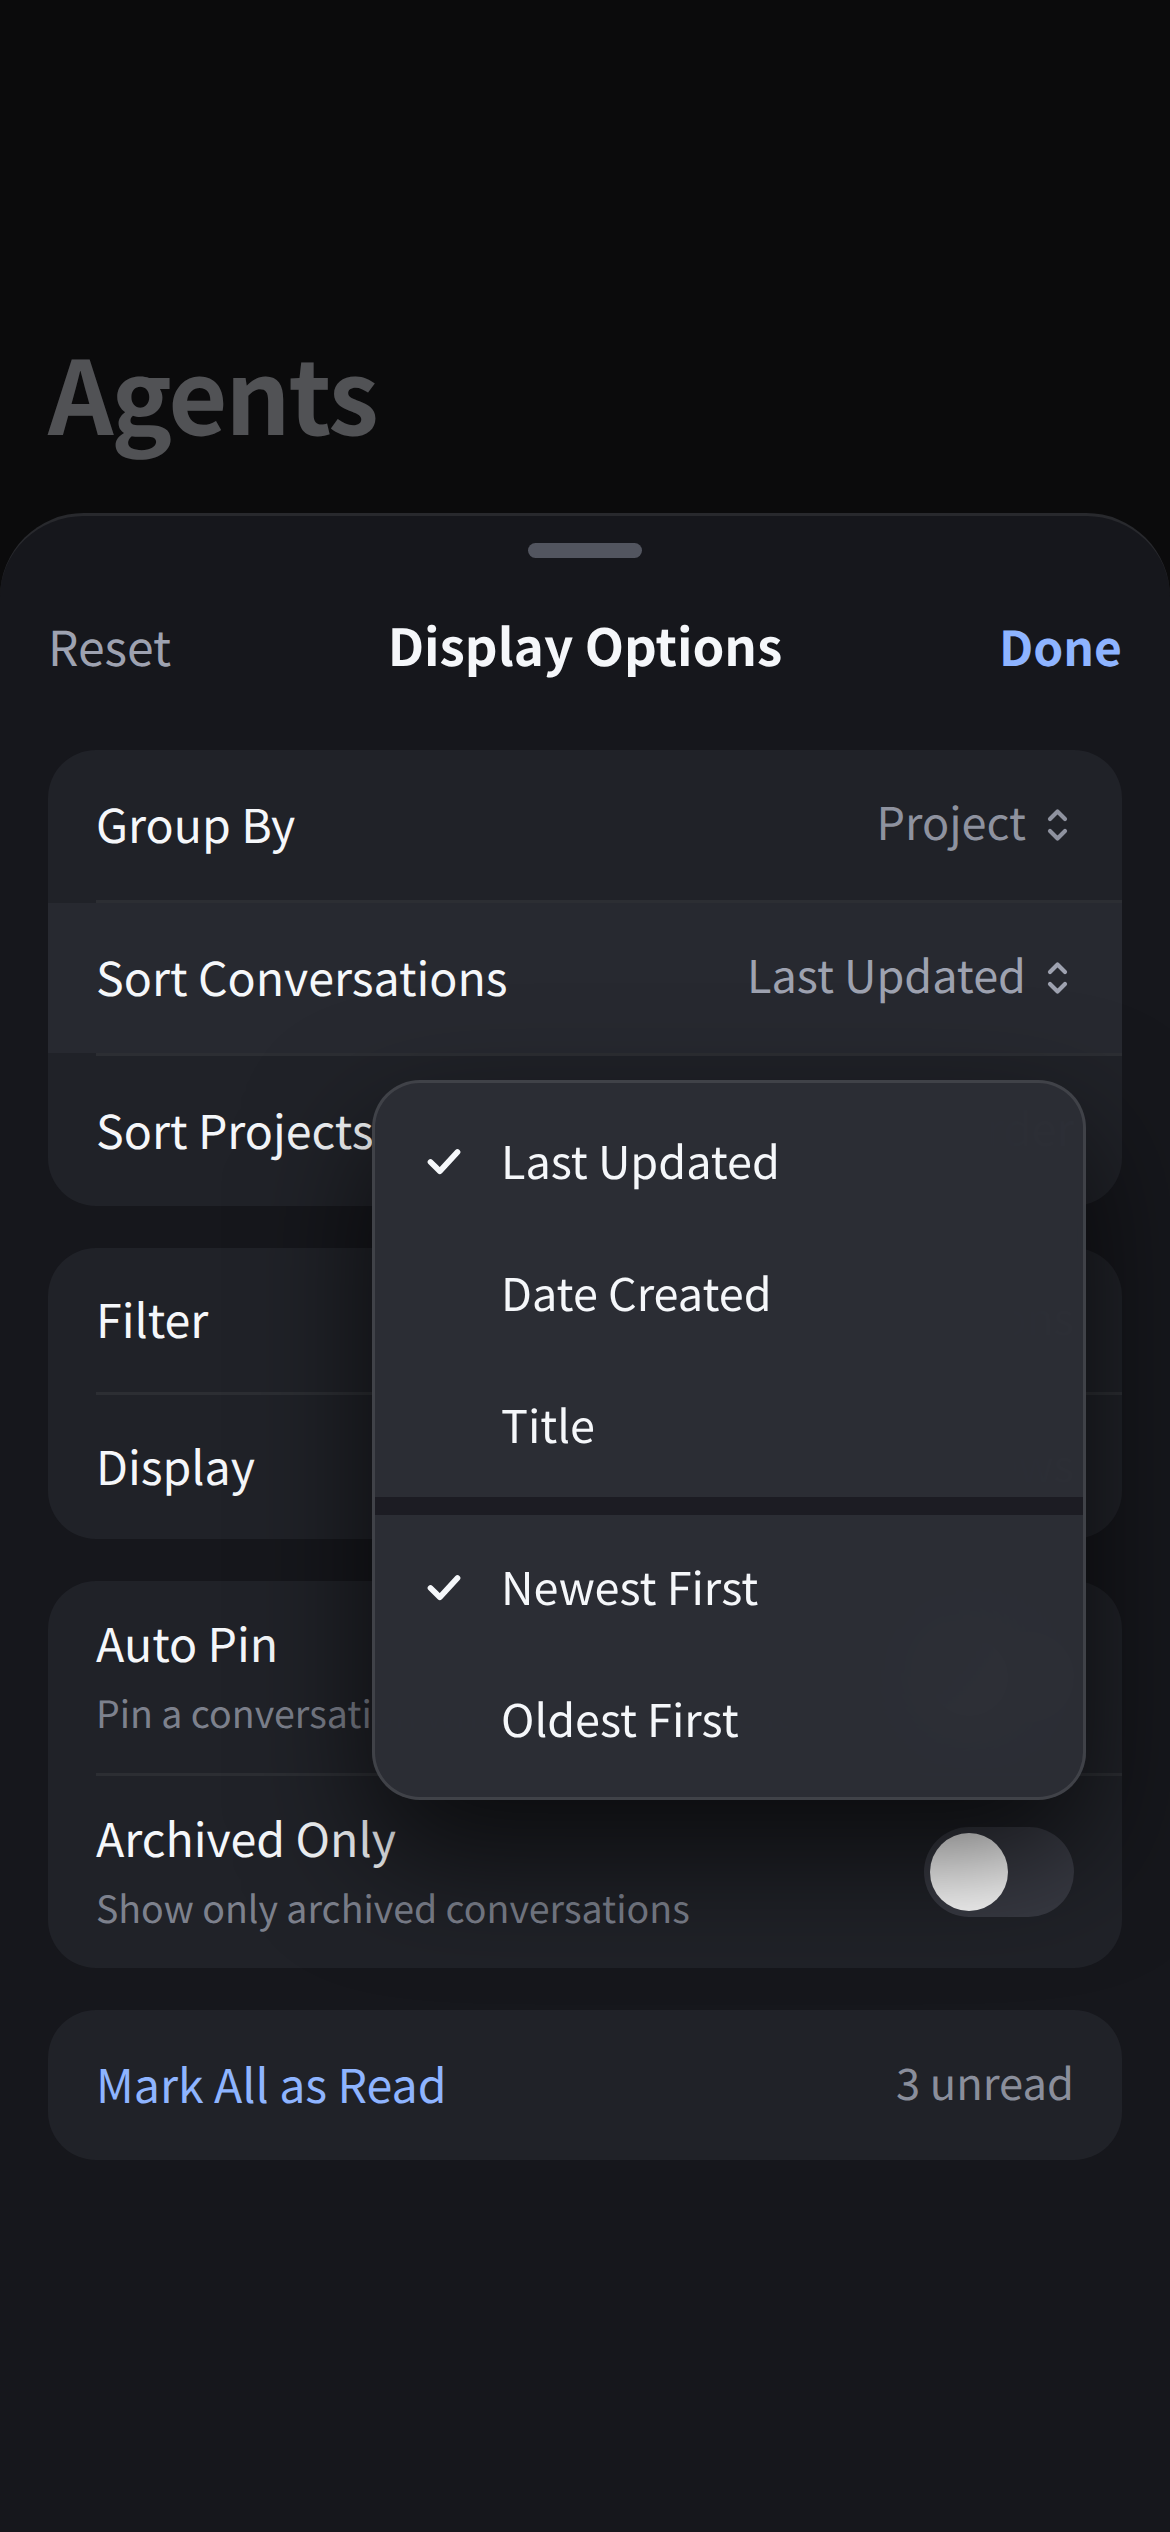 Agents
Reset
Display Options
Done
Group By
Project
Sort Conversations
Last Updated
Sort Projects
Last Updated
Date Created
Title
Newest First
Oldest First
Filter
Display
Auto Pin
Pin a
Archived Only
Show only archived conversations
Mark All as Read
3 unread